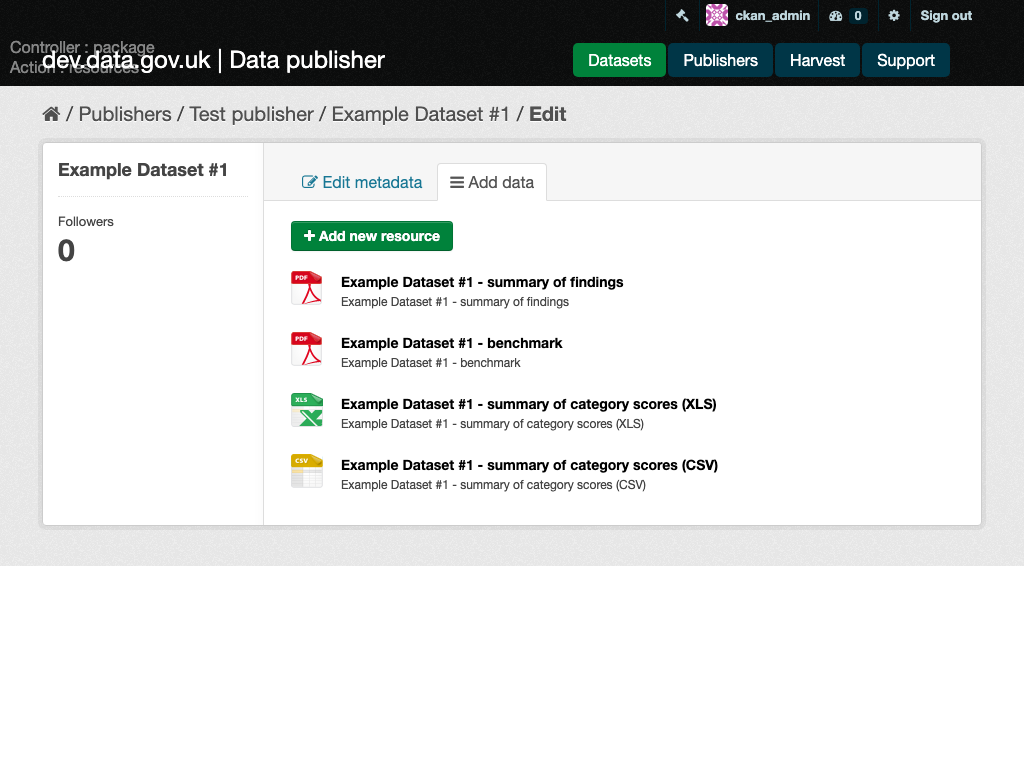 ckan_admin 0 Sign out
Controller : package
Action : resources
dev.data.gov.uk | Data publisher
Datasets Publishers Harvest Support
/ Publishers / Test publisher / Example Dataset #1 / Edit
Example Dataset #1
Followers
0
Edit metadata Add data
Add new resource
PDF
Example Dataset #1 - summary of findings
Example Dataset #1 - summary of findings
PDF
Example Dataset #1 - benchmark
Example Dataset #1 - benchmark
XLS
Example Dataset #1 - summary of category scores (XLS)
Example Dataset #1 - summary of category scores (XLS)
CSV
Example Dataset #1 - summary of category scores (CSV)
Example Dataset #1 - summary of category scores (CSV)